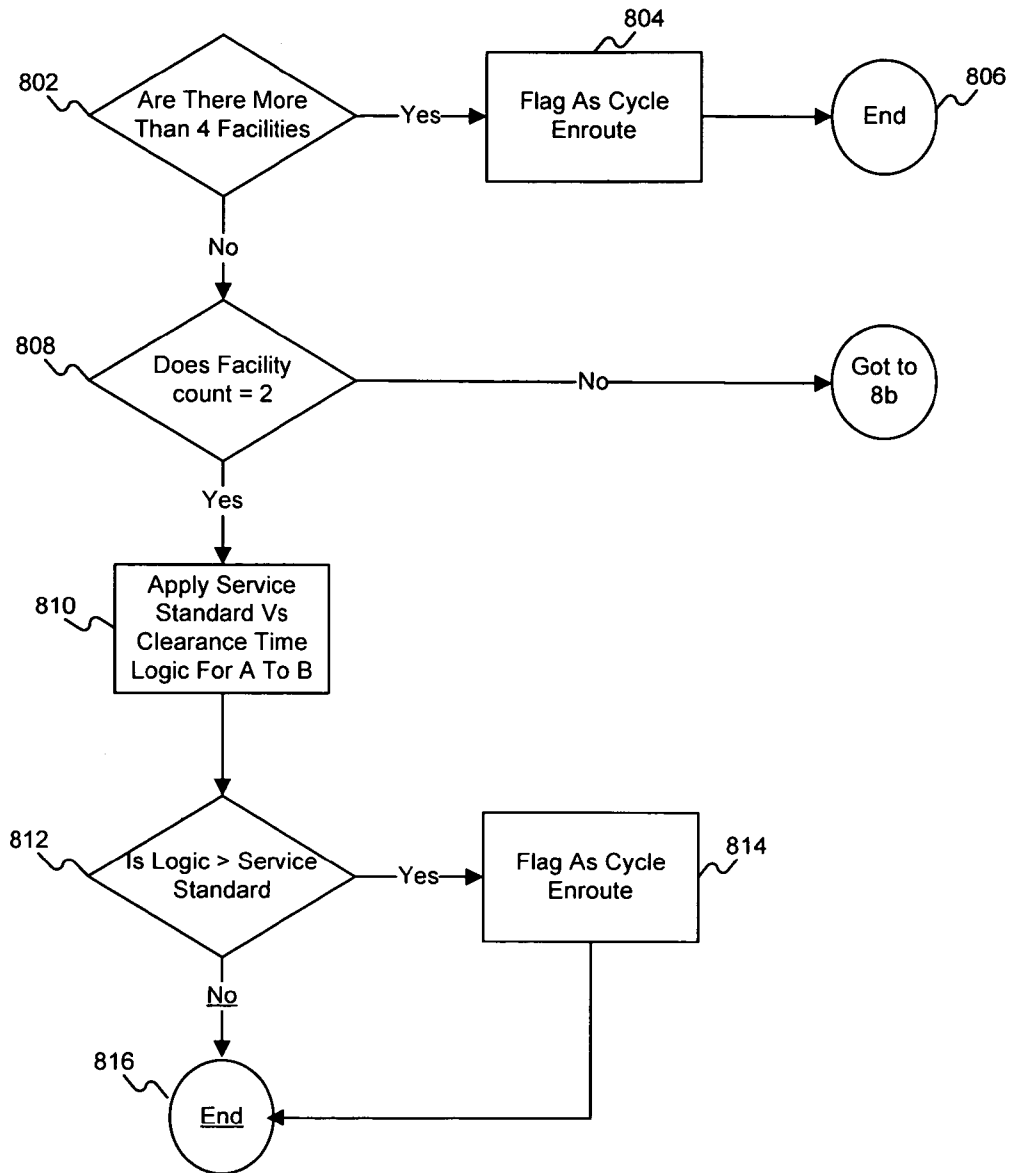 804
802
Are There More
Than 4 Facilities
Yes
Flag As Cycle
Enroute
End
806
No
808
Does Facility
count = 2
No
Got to
8b
Yes
810
Apply Service
Standard Vs
Clearance Time
Logic For A To B
812
Is Logic > Service
Standard
Yes
Flag As Cycle
Enroute
814
No
816
End